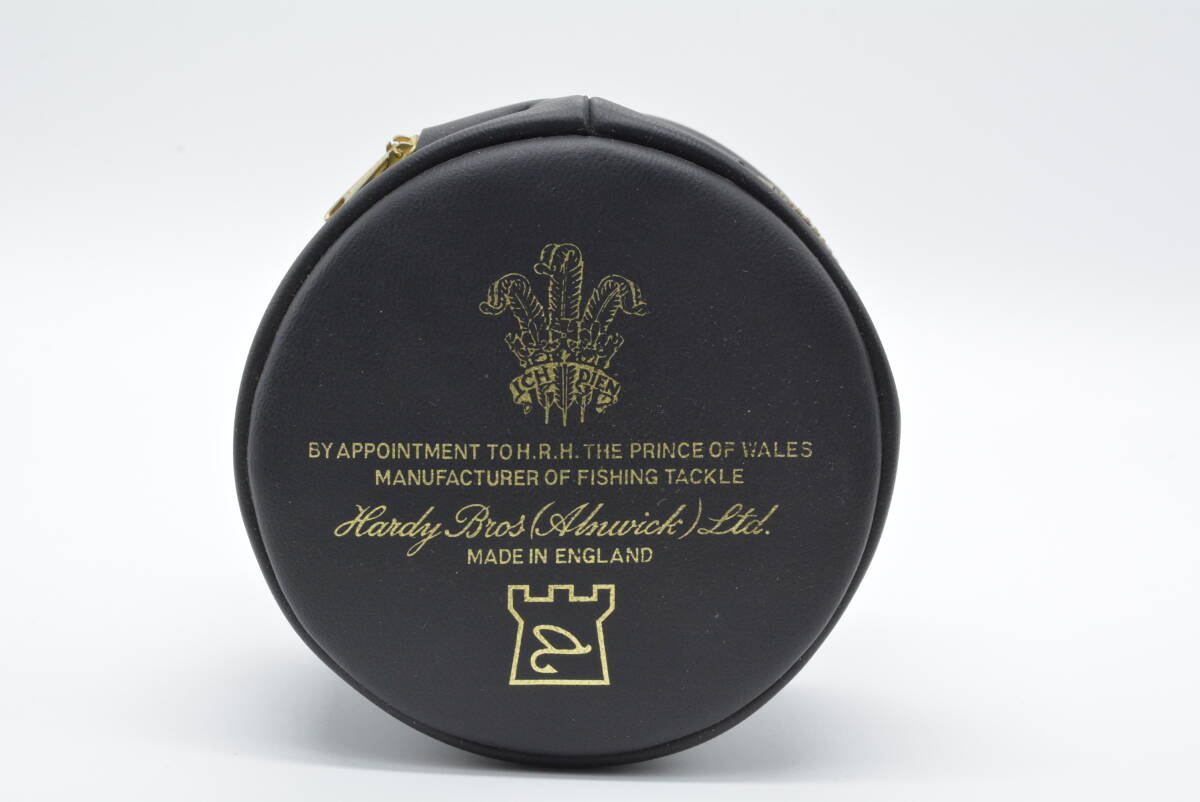 ICH DIEN
BY APPOINTMENT TO H.R.H. THE PRINCE OF WALES
MANUFACTURER OF FISHING TACKLE
Hardy Bros (Alnwick) Ltd.
MADE IN ENGLAND